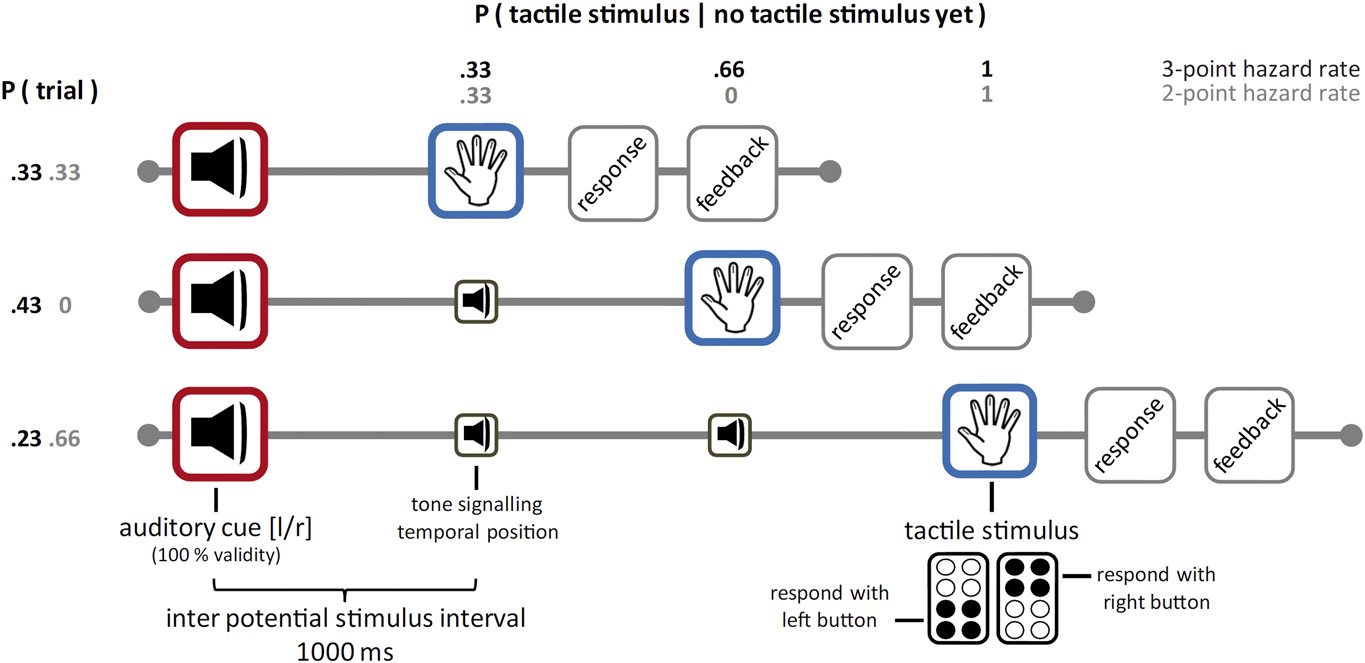 P ( tactile stimulus | no tactile stimulus yet )
P ( trial )
.33 .66 1 3-point hazard rate
.33 0 1 2-point hazard rate
.33 .33
response
feedback
.43 0
response
feedback
.23 .66
response
feedback
auditory cue [l/r]
(100 % validity)
tone signalling
temporal position
tactile stimulus
inter potential stimulus interval
1000 ms
respond with
left button
respond with
right button